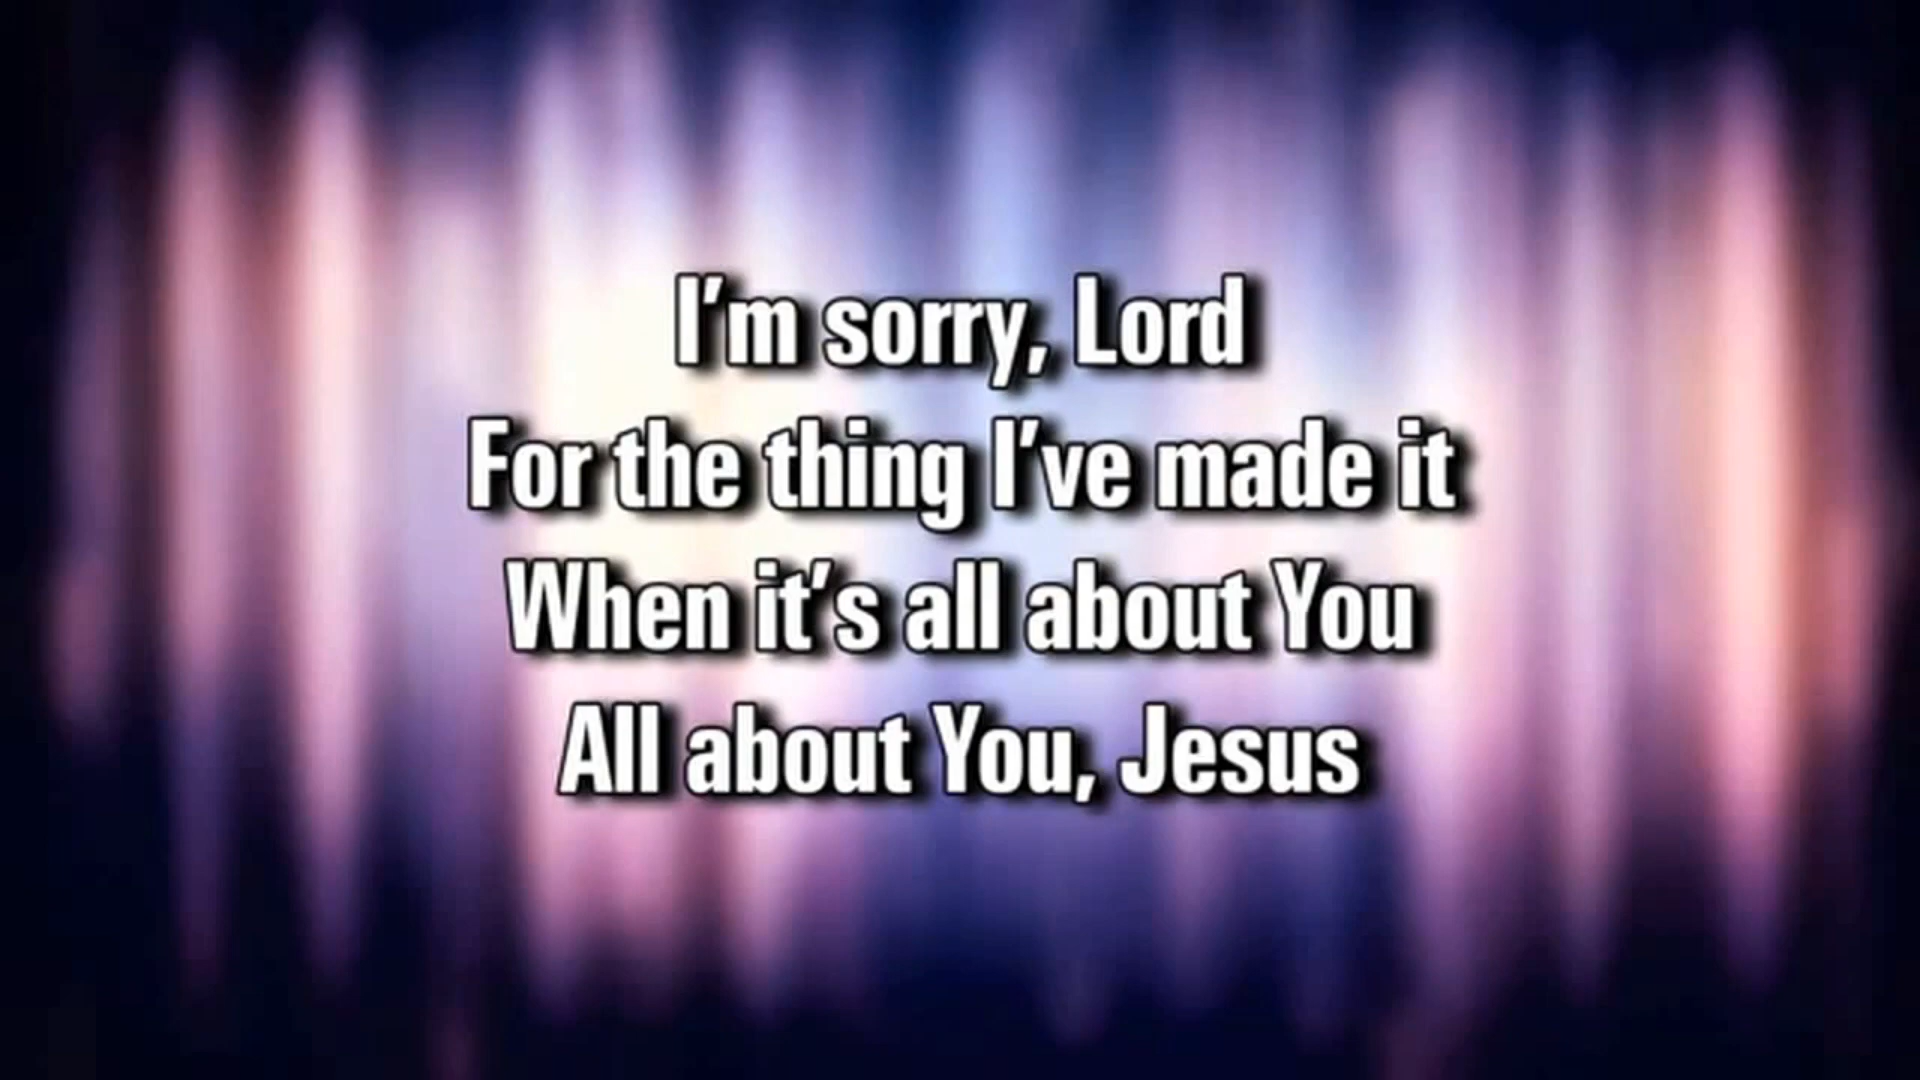 I'm sorry, Lord
For the thing I've made it
When it's all about You
All about You, Jesus